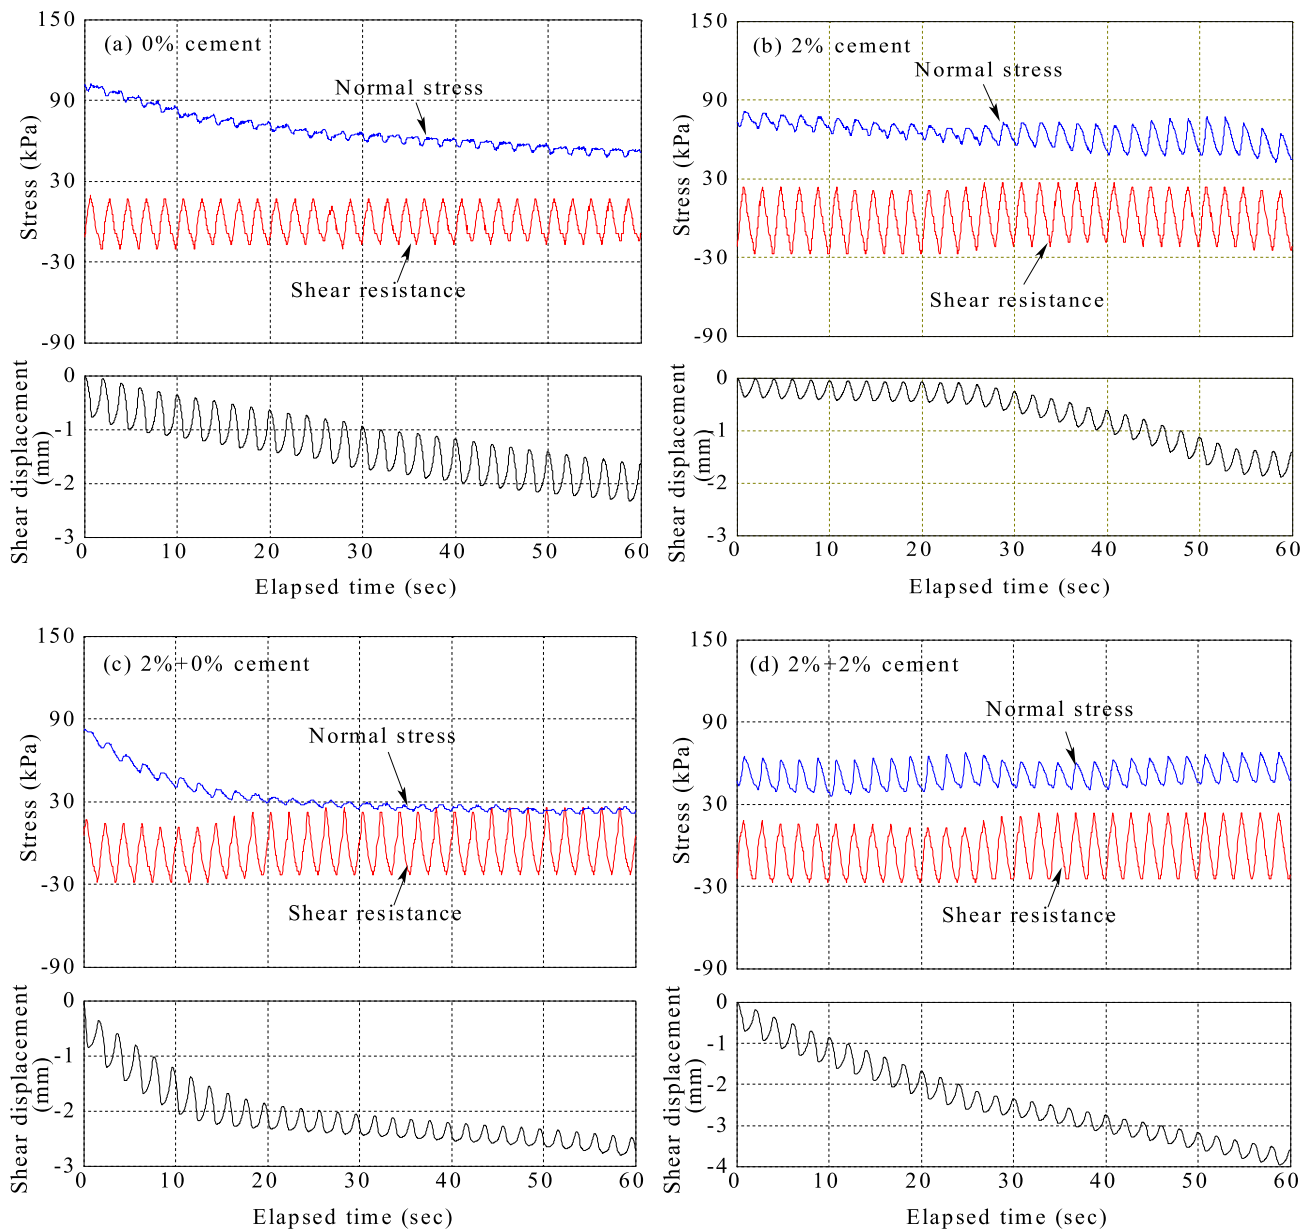 150
(a) 0% cement
Normal stress
90
Stress (kPa)
30
-30
Shear resistance
-90
0
-1
-2
-3
Shear displacement
(mm)
0 10 20 30 40 50 60
Elapsed time (sec)
150
(b) 2% cement
Normal stress
90
Stress (kPa)
30
-30
Shear resistance
-90
0
-1
-2
-3
Shear displacement
(mm)
0 10 20 30 40 50 60
Elapsed time (sec)
150
(c) 2%+0% cement
90
Normal stress
Stress (kPa)
30
-30
Shear resistance
-90
0
-1
-2
-3
Shear displacement
(mm)
0 10 20 30 40 50 60
Elapsed time (sec)
150
(d) 2%+2% cement
90
Normal stress
Stress (kPa)
30
-30
Shear resistance
-90
0
-1
-2
-3
-4
Shear displacement
(mm)
0 10 20 30 40 50 60
Elapsed time (sec)